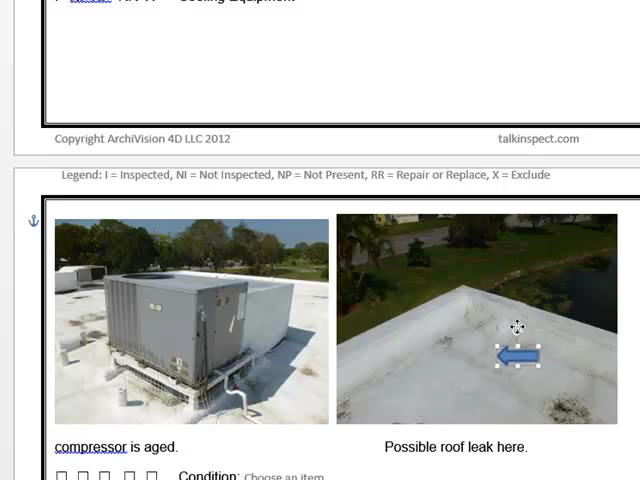 Cooling Equipment
Copyright ArchiVision 4D LLC 2012
talkinspect.com
Legend: I = Inspected, NI = Not Inspected, NP = Not Present, RR = Repair or Replace, X = Exclude
compressor is aged.
Possible roof leak here.
Condition: Choose an item